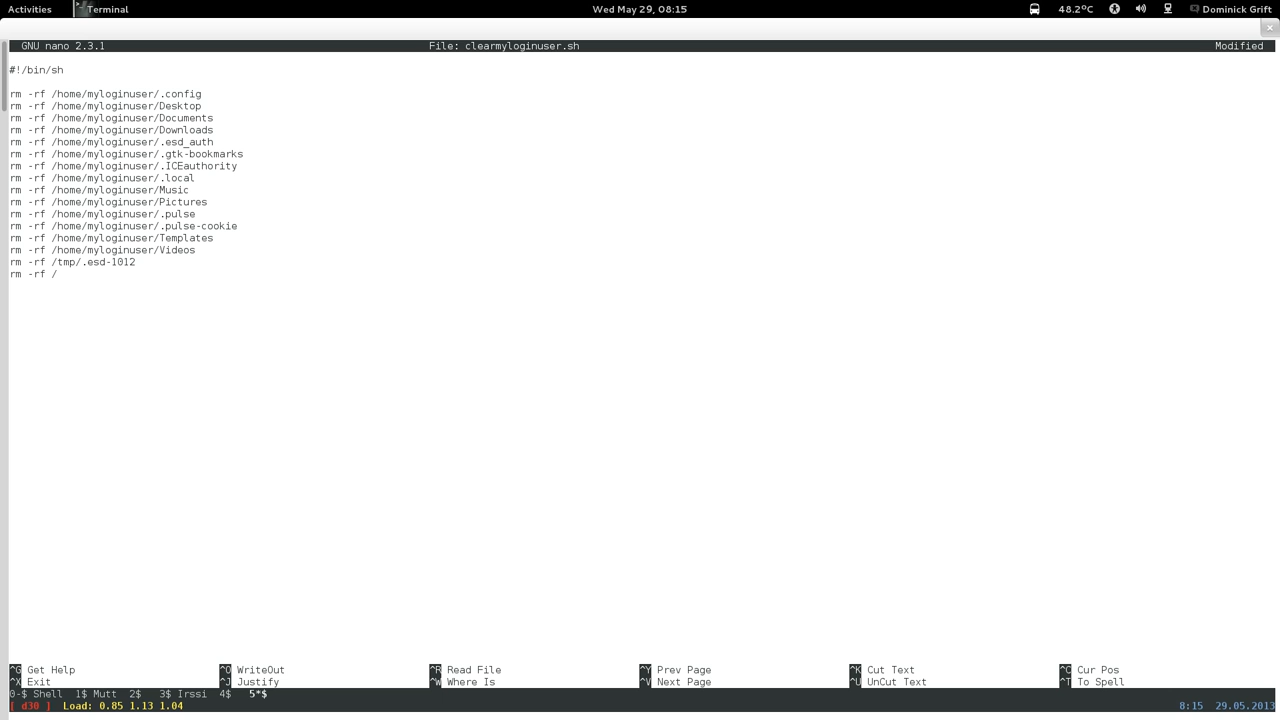 Activities Terminal Wed May 29, 08:15 48.2°C Dominick Grift
GNU nano 2.3.1 File: clearmyloginuser.sh Modified
#!/bin/sh
rm -rf /home/myloginuser/.config
rm -rf /home/myloginuser/Desktop
rm -rf /home/myloginuser/Documents
rm -rf /home/myloginuser/Downloads
rm -rf /home/myloginuser/.esd_auth
rm -rf /home/myloginuser/.gtk-bookmarks
rm -rf /home/myloginuser/.ICEauthority
rm -rf /home/myloginuser/.local
rm -rf /home/myloginuser/Music
rm -rf /home/myloginuser/Pictures
rm -rf /home/myloginuser/.pulse
rm -rf /home/myloginuser/.pulse-cookie
rm -rf /home/myloginuser/Templates
rm -rf /home/myloginuser/Videos
rm -rf /tmp/.esd-1012
rm -rf /
^G Get Help ^O WriteOut ^R Read File ^Y Prev Page ^K Cut Text ^C Cur Pos
^X Exit ^J Justify ^W Where Is ^V Next Page ^U UnCut Text ^T To Spell
0-$ Shell 1$ Mutt 2$ 3$ Irssi 4$ 5*$
[ d30 ] Load: 0.85 1.13 1.04 8:15 29.05.2013